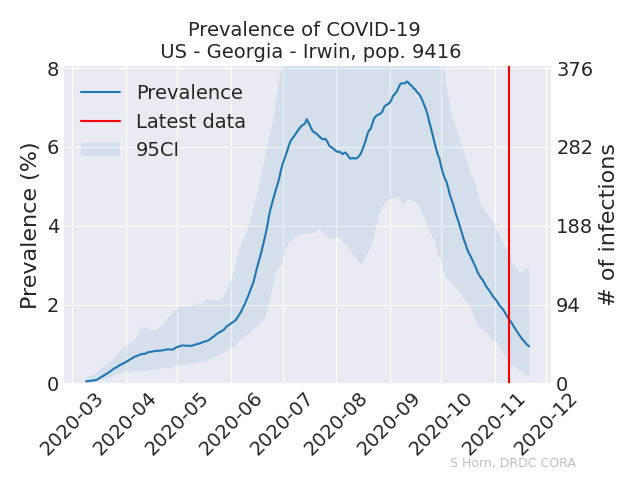 Prevalence of COVID-19
US - Georgia - Irwin, pop. 9416
Prevalence
Latest data
95CI
Prevalence (%)
8
6
4
2
0
# of infections
376
282
188
94
0
2020-03
2020-04
2020-05
2020-06
2020-07
2020-08
2020-09
2020-10
2020-11
2020-12
S Horn, DRDC CORA